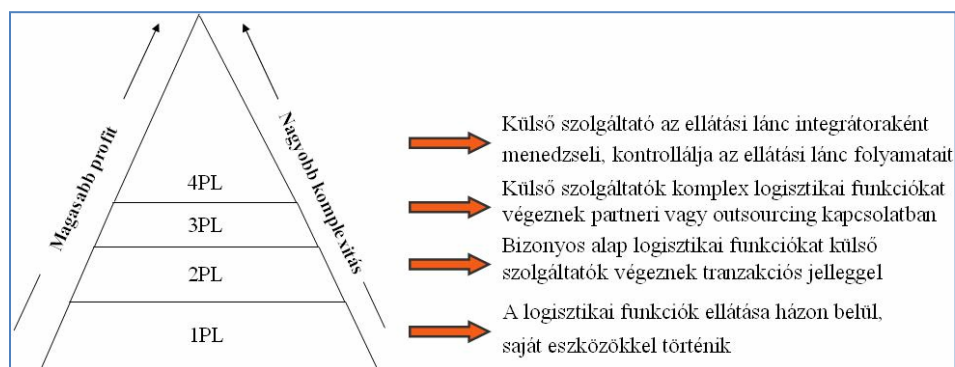 Magasabb profit
Nagyobb komplexitás
4PL
Külső szolgáltató az ellátási lánc integrátoraként
menedzseli, kontrollálja az ellátási lánc folyamatait
3PL
Külső szolgáltatók komplex logisztikai funkciókat
végeznek partneri vagy outsourcing kapcsolatban
2PL
Bizonyos alap logisztikai funkciókat külső
szolgáltatók végeznek tranzakciós jelleggel
1PL
A logisztikai funkciók ellátása házon belül,
saját eszközökkel történik